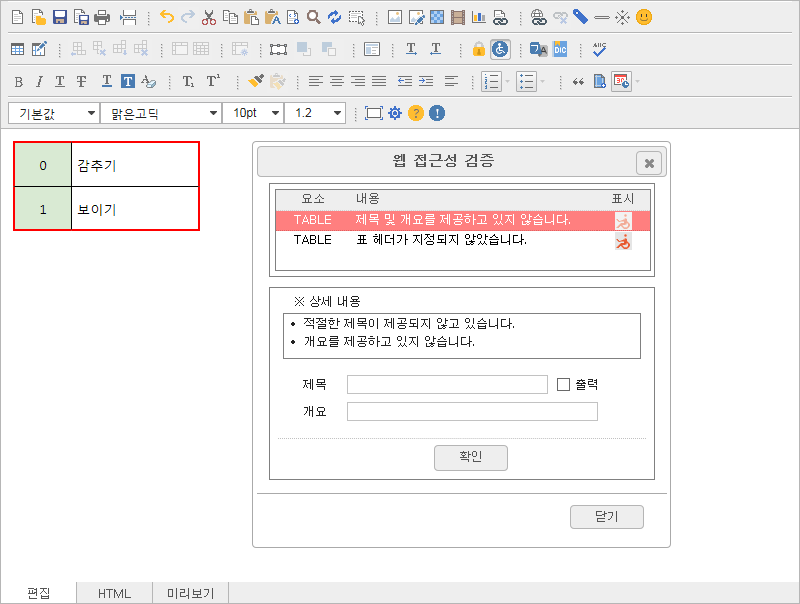 B I T T T T
T₁ T¹
기본값 맑은고딕 10pt 1.2
0 감추기
1 보이기
웹 접근성 검증
요소 내용 표시
TABLE 제목 및 개요를 제공하고 있지 않습니다.
TABLE 표 헤더가 지정되지 않았습니다.
※ 상세 내용
• 적절한 제목이 제공되지 않고 있습니다.
• 개요를 제공하고 있지 않습니다.
제목 출력
개요
확인
닫기
편집 HTML 미리보기